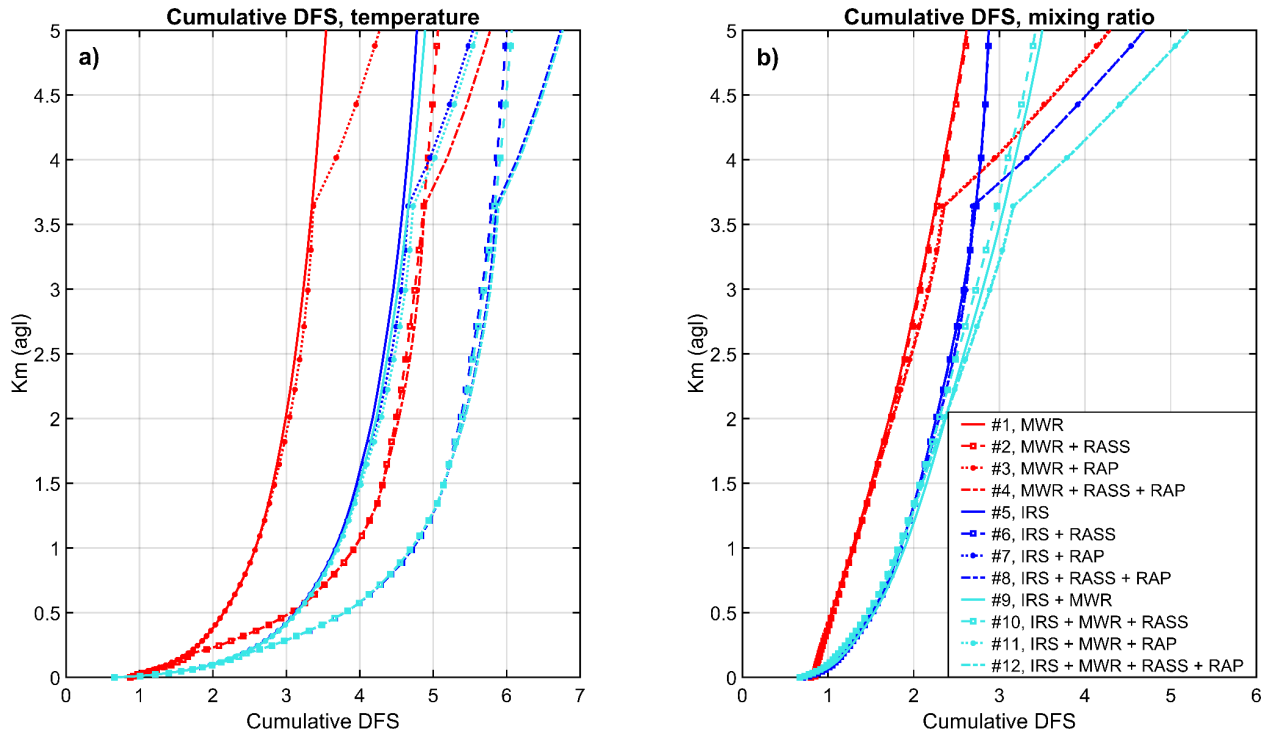 Cumulative DFS, temperature
a)
5
4.5
4
3.5
3
2.5
2
1.5
1
0.5
0
Km (agl)
0 1 2 3 4 5 6 7
Cumulative DFS
Cumulative DFS, mixing ratio
b)
5
4.5
4
3.5
3
2.5
2
1.5
1
0.5
0
Km (agl)
#1, MWR
#2, MWR + RASS
#3, MWR + RAP
#4, MWR + RASS + RAP
#5, IRS
#6, IRS + RASS
#7, IRS + RAP
#8, IRS + RASS + RAP
#9, IRS + MWR
#10, IRS + MWR + RASS
#11, IRS + MWR + RAP
#12, IRS + MWR + RASS + RAP
0 1 2 3 4 5 6
Cumulative DFS